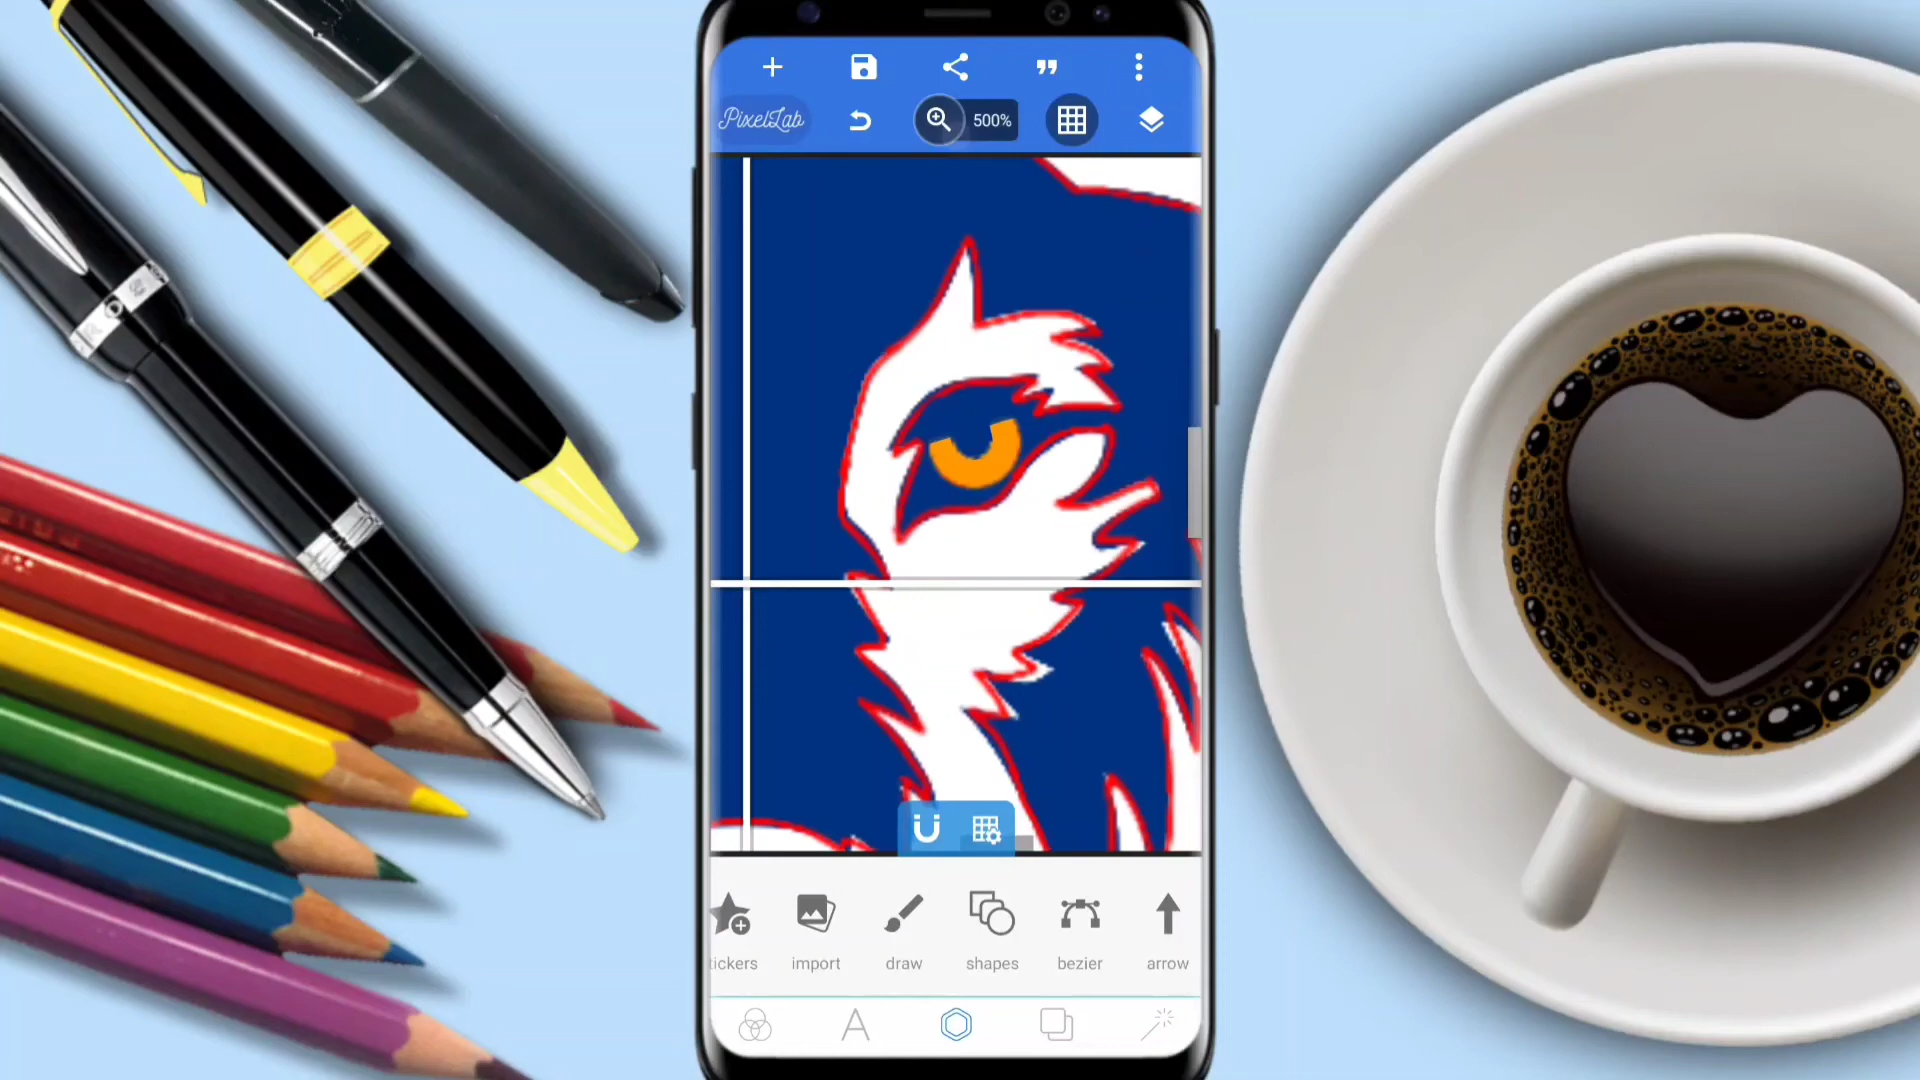 PixelLab
500%
tickers
import
draw
shapes
bezier
arrow